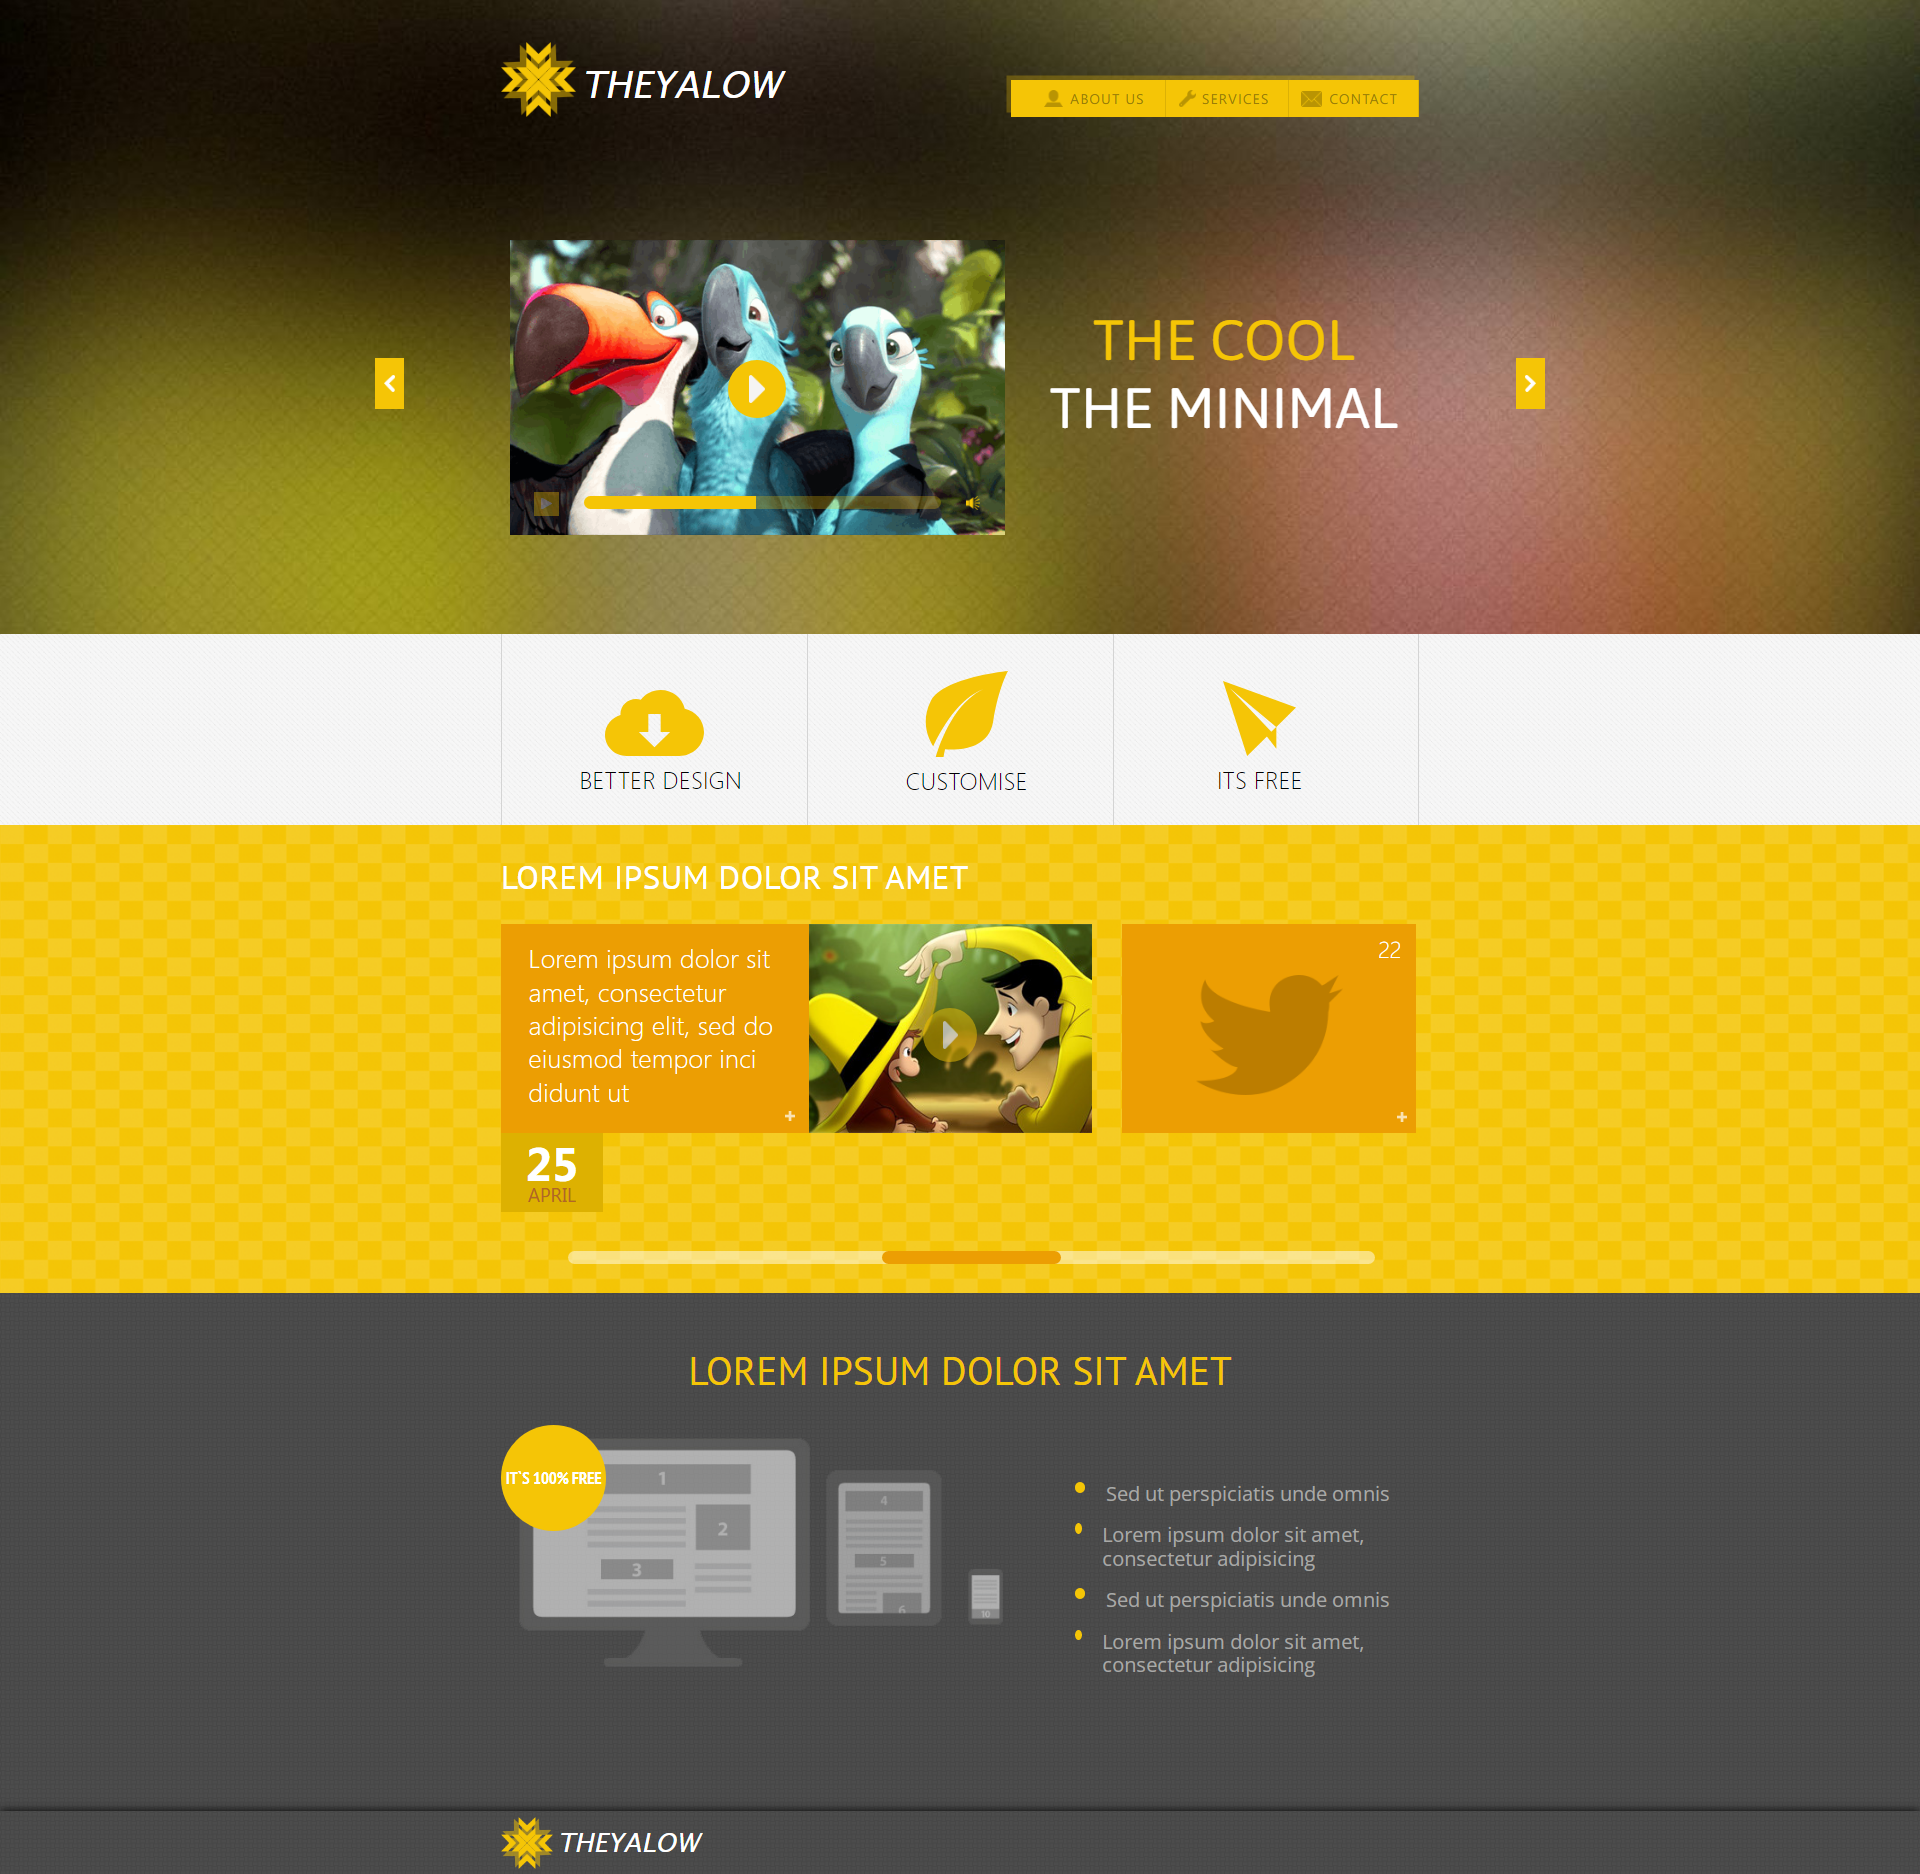 THEYALOW
ABOUT US
SERVICES
CONTACT
THE COOL
THE MINIMAL
BETTER DESIGN
CUSTOMISE
ITS FREE
LOREM IPSUM DOLOR SIT AMET
Lorem ipsum dolor sit
amet, consectetur
adipisicing elit, sed do
eiusmod tempor inci
didunt ut
22
25
APRIL
LOREM IPSUM DOLOR SIT AMET
IT`S 100% FREE
1
2
3
4
5
6
10
Sed ut perspiciatis unde omnis
Lorem ipsum dolor sit amet,
consectetur adipisicing
Sed ut perspiciatis unde omnis
Lorem ipsum dolor sit amet,
consectetur adipisicing
THEYALOW